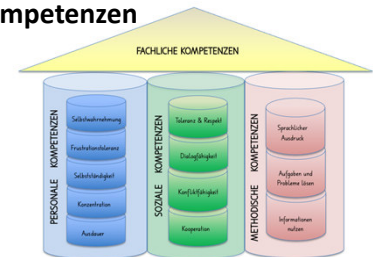 mpetenzen
FACHLICHE KOMPETENZEN
PERSONALE KOMPETENZEN
Selbstwahrnehmung
Frustrationstoleranz
Selbstständigkeit
Konzentration
Ausdauer
SOZIALE KOMPETENZEN
Toleranz & Respekt
Dialogfähigkeit
Konfliktfähigkeit
Kooperation
METHODISCHE KOMPETENZEN
Sprachlicher
Ausdruck
Aufgaben und
Probleme lösen
Informationen
nutzen